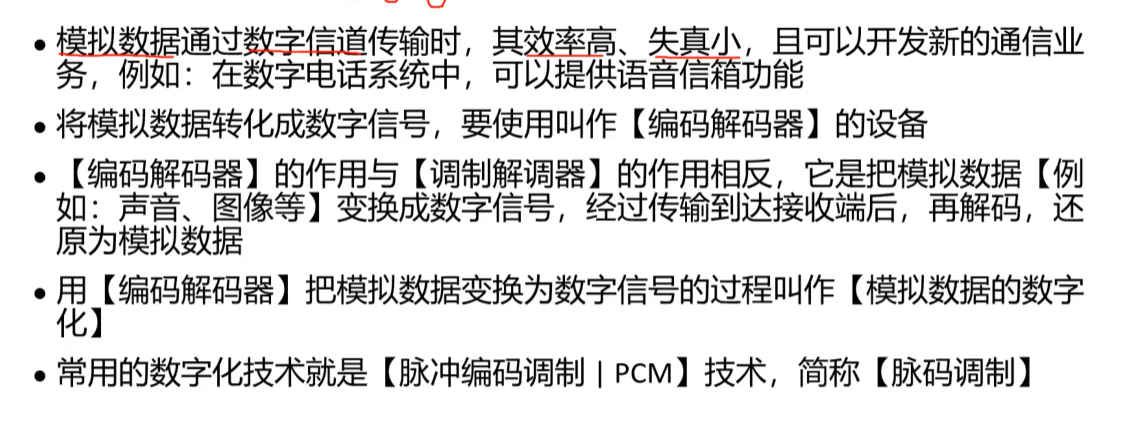 • 模拟数据通过数字信道传输时，其效率高、失真小，且可以开发新的通信业
务，例如：在数字电话系统中，可以提供语音信箱功能
• 将模拟数据转化成数字信号，要使用叫作【编码解码器】的设备
• 【编码解码器】的作用与【调制解调器】的作用相反，它是把模拟数据【例
如：声音、图像等】变换成数字信号，经过传输到达接收端后，再解码，还
原为模拟数据
• 用【编码解码器】把模拟数据变换为数字信号的过程叫作【模拟数据的数字
化】
• 常用的数字化技术就是【脉冲编码调制 | PCM】技术，简称【脉码调制】